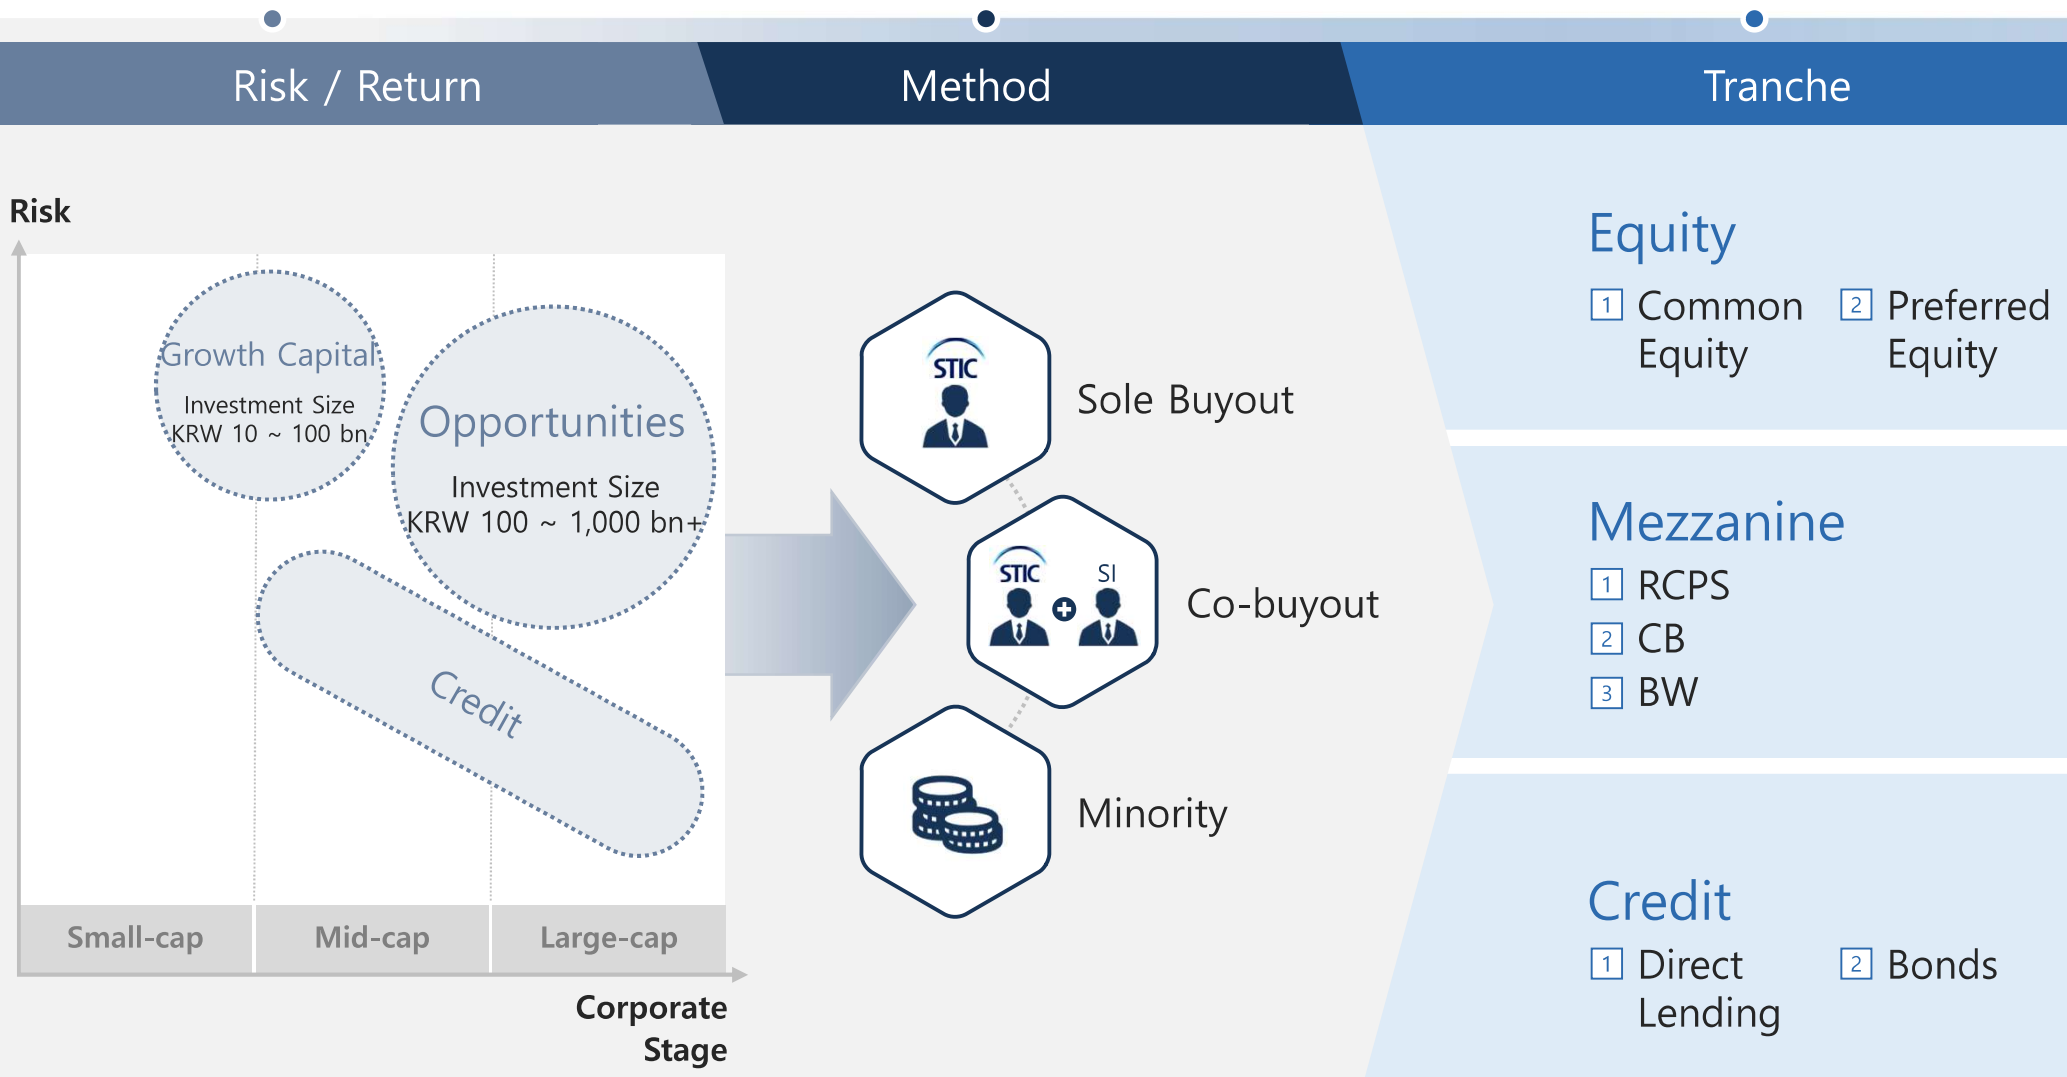 Risk / Return
Method
Tranche
Risk
Growth Capital
Investment Size
KRW 10 ~ 100 bn
Opportunities
Investment Size
KRW 100 ~ 1,000 bn+
Credit
Small-cap
Mid-cap
Large-cap
Corporate
Stage
STIC
Sole Buyout
STIC
SI
Co-buyout
Minority
Equity
1 Common
Equity
2 Preferred
Equity
Mezzanine
1 RCPS
2 CB
3 BW
Credit
1 Direct
Lending
2 Bonds